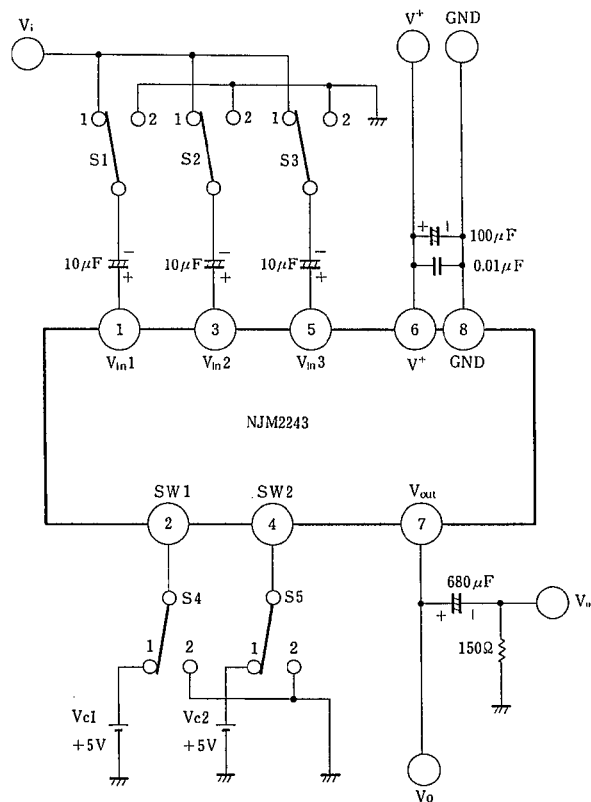 Vi V+ GND
1 2 1 2 1 2
S1 S2 S3
+ 100μF
10μF − + 10μF − + 10μF − + 0.01μF
1 3 5 6 8
Vin1 Vin2 Vin3 V+ GND
NJM2243
SW1 SW2 Vout
2 4 7
680μF
S4 S5
+
1 2 1 2 150Ω
Vc1 Vc2
+5V +5V
Vo